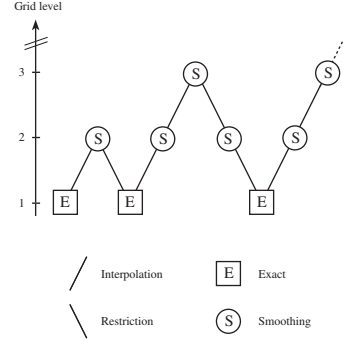 Grid level
3
S
S
2
S
S
S
S
1
E
E
E
Interpolation
E
Exact
Restriction
S
Smoothing